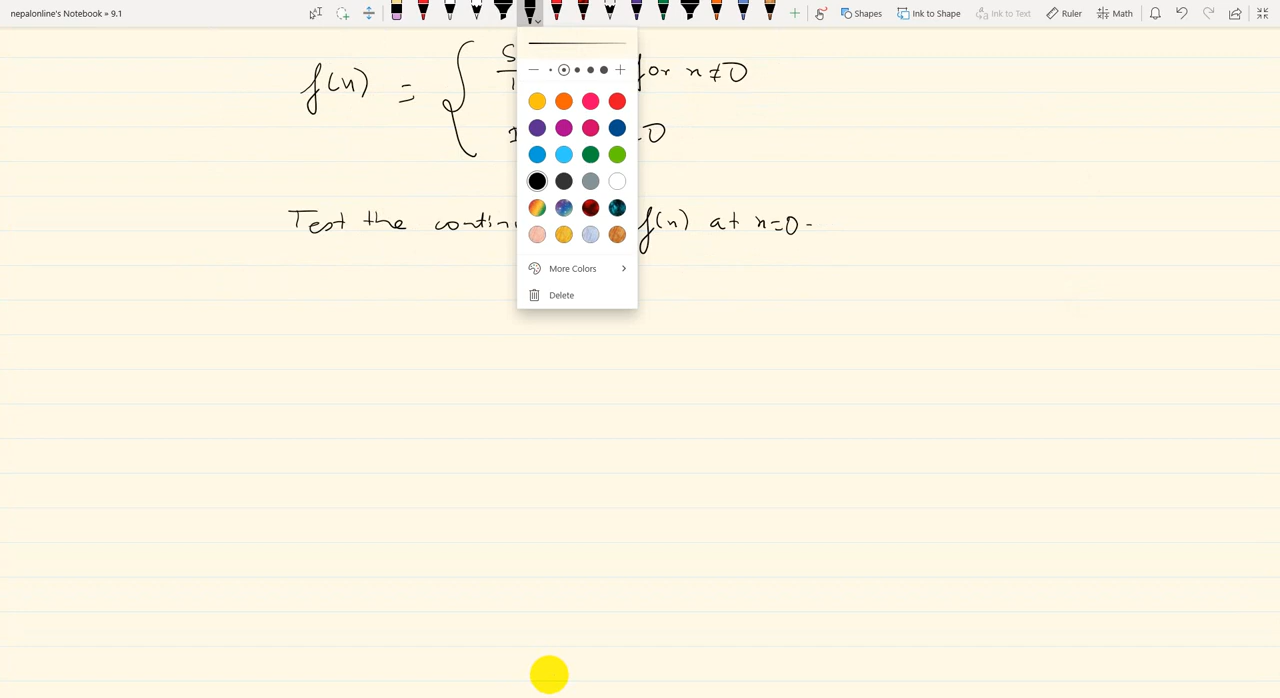 nepalonline's Notebook » 9.1
Shapes Ink to Shape Ink to Text Ruler Math
f(x) = { for x ≠ 0
Test the f(x) at x=0
More Colors
Delete